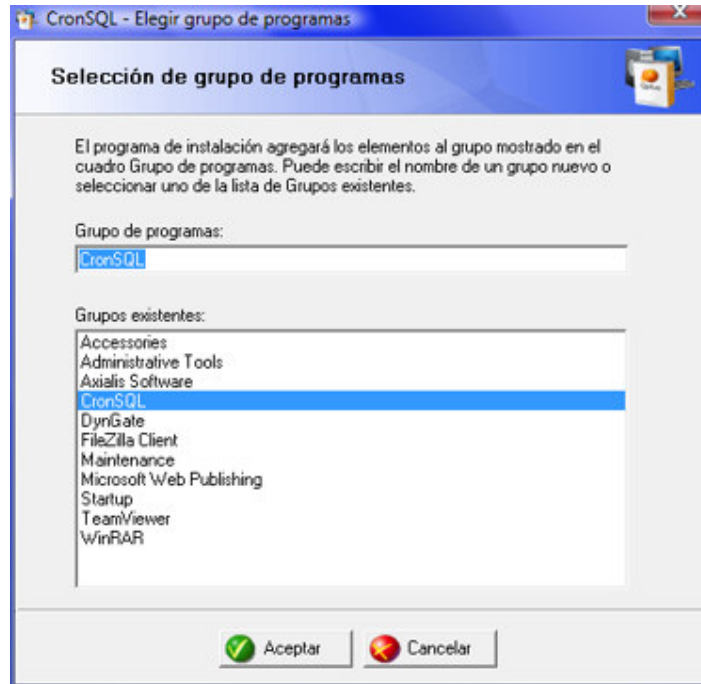 CronSQL - Elegir grupo de programas
Selección de grupo de programas
El programa de instalación agregará los elementos al grupo mostrado en el
cuadro Grupo de programas. Puede escribir el nombre de un grupo nuevo o
seleccionar uno de la lista de Grupos existentes.
Grupo de programas:
CronSQL
Grupos existentes:
Accessories
Administrative Tools
Axialis Software
CronSQL
DynGate
FileZilla Client
Maintenance
Microsoft Web Publishing
Startup
TeamViewer
WinRAR
Aceptar
Cancelar